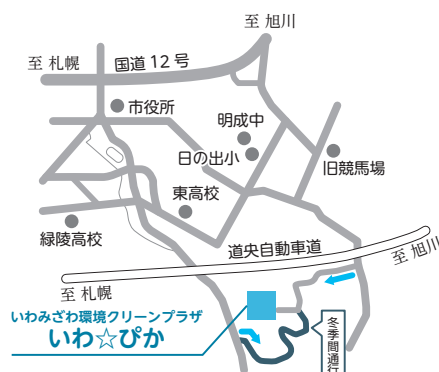 至 旭川
至 札幌
国道12号
市役所
明成中
日の出小
旧競馬場
東高校
緑陵高校
道央自動車道
至 旭川
至 札幌
いわみざわ環境クリーンプラザ
いわ☆ぴか
冬季間通行